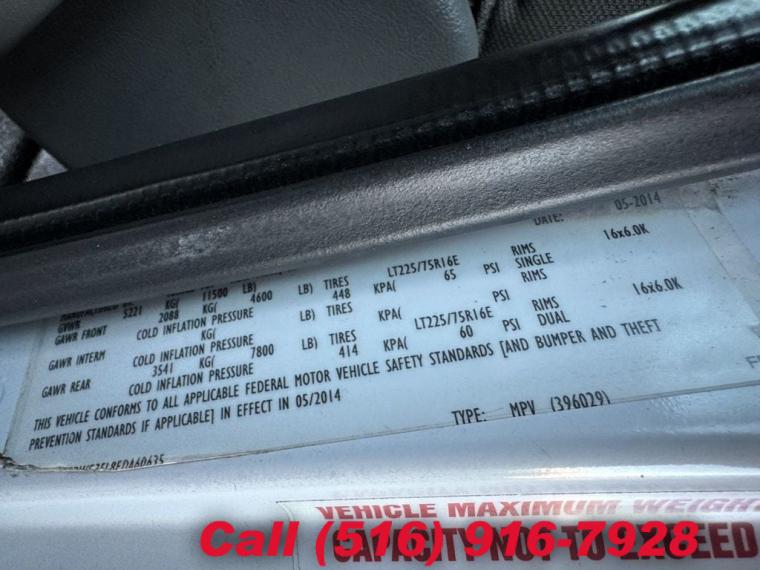 DATE: 05-2014
GVWR 5221 KG( 11500 LB) TIRES LT225/75R16E RIMS 16x6.0K
GAWR FRONT 2088 KG( 4600
COLD INFLATION PRESSURE 448 KPA( 65 PSI SINGLE
GAWR INTERM KG( LB) TIRES RIMS
COLD INFLATION PRESSURE KPA( PSI
GAWR REAR 3541 KG( 7800 LB) TIRES LT225/75R16E RIMS 16x6.0K
COLD INFLATION PRESSURE 414 KPA( 60 PSI DUAL
THIS VEHICLE CONFORMS TO ALL APPLICABLE FEDERAL MOTOR VEHICLE SAFETY STANDARDS [AND BUMPER AND THEFT
PREVENTION STANDARDS IF APPLICABLE] IN EFFECT IN 05/2014
TYPE: MPV (396029)
VEHICLE MAXIMUM WEIGHT
CAPACITY NOT TO EXCEED
Call (516) 916-7928